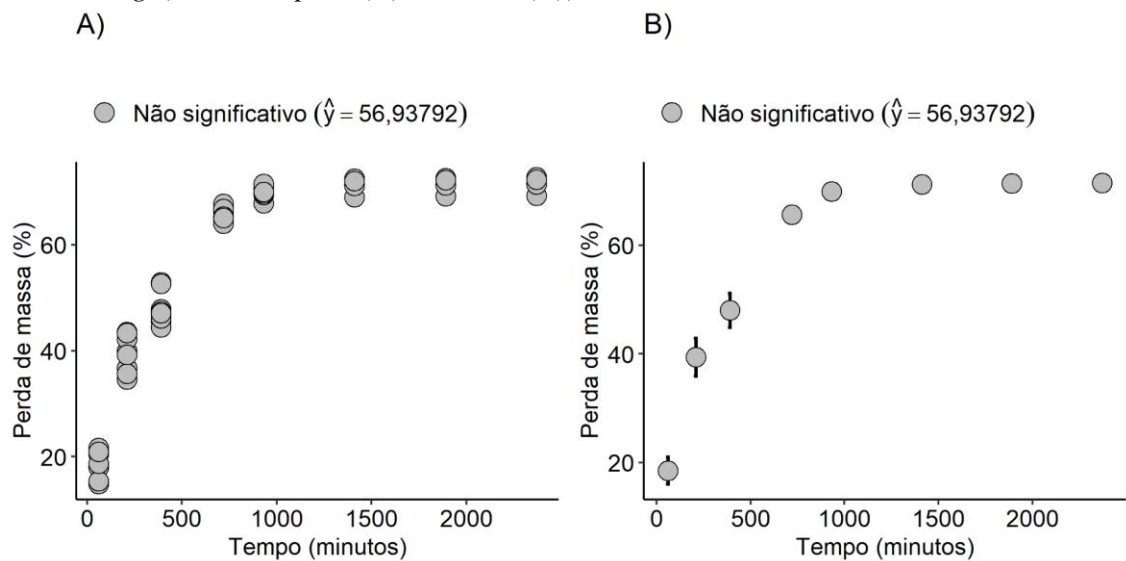 A)
Não significativo (ŷ = 56,93792)
Perda de massa (%)
60
40
20
0 500 1000 1500 2000
Tempo (minutos)
B)
Não significativo (ŷ = 56,93792)
Perda de massa (%)
60
40
20
0 500 1000 1500 2000
Tempo (minutos)